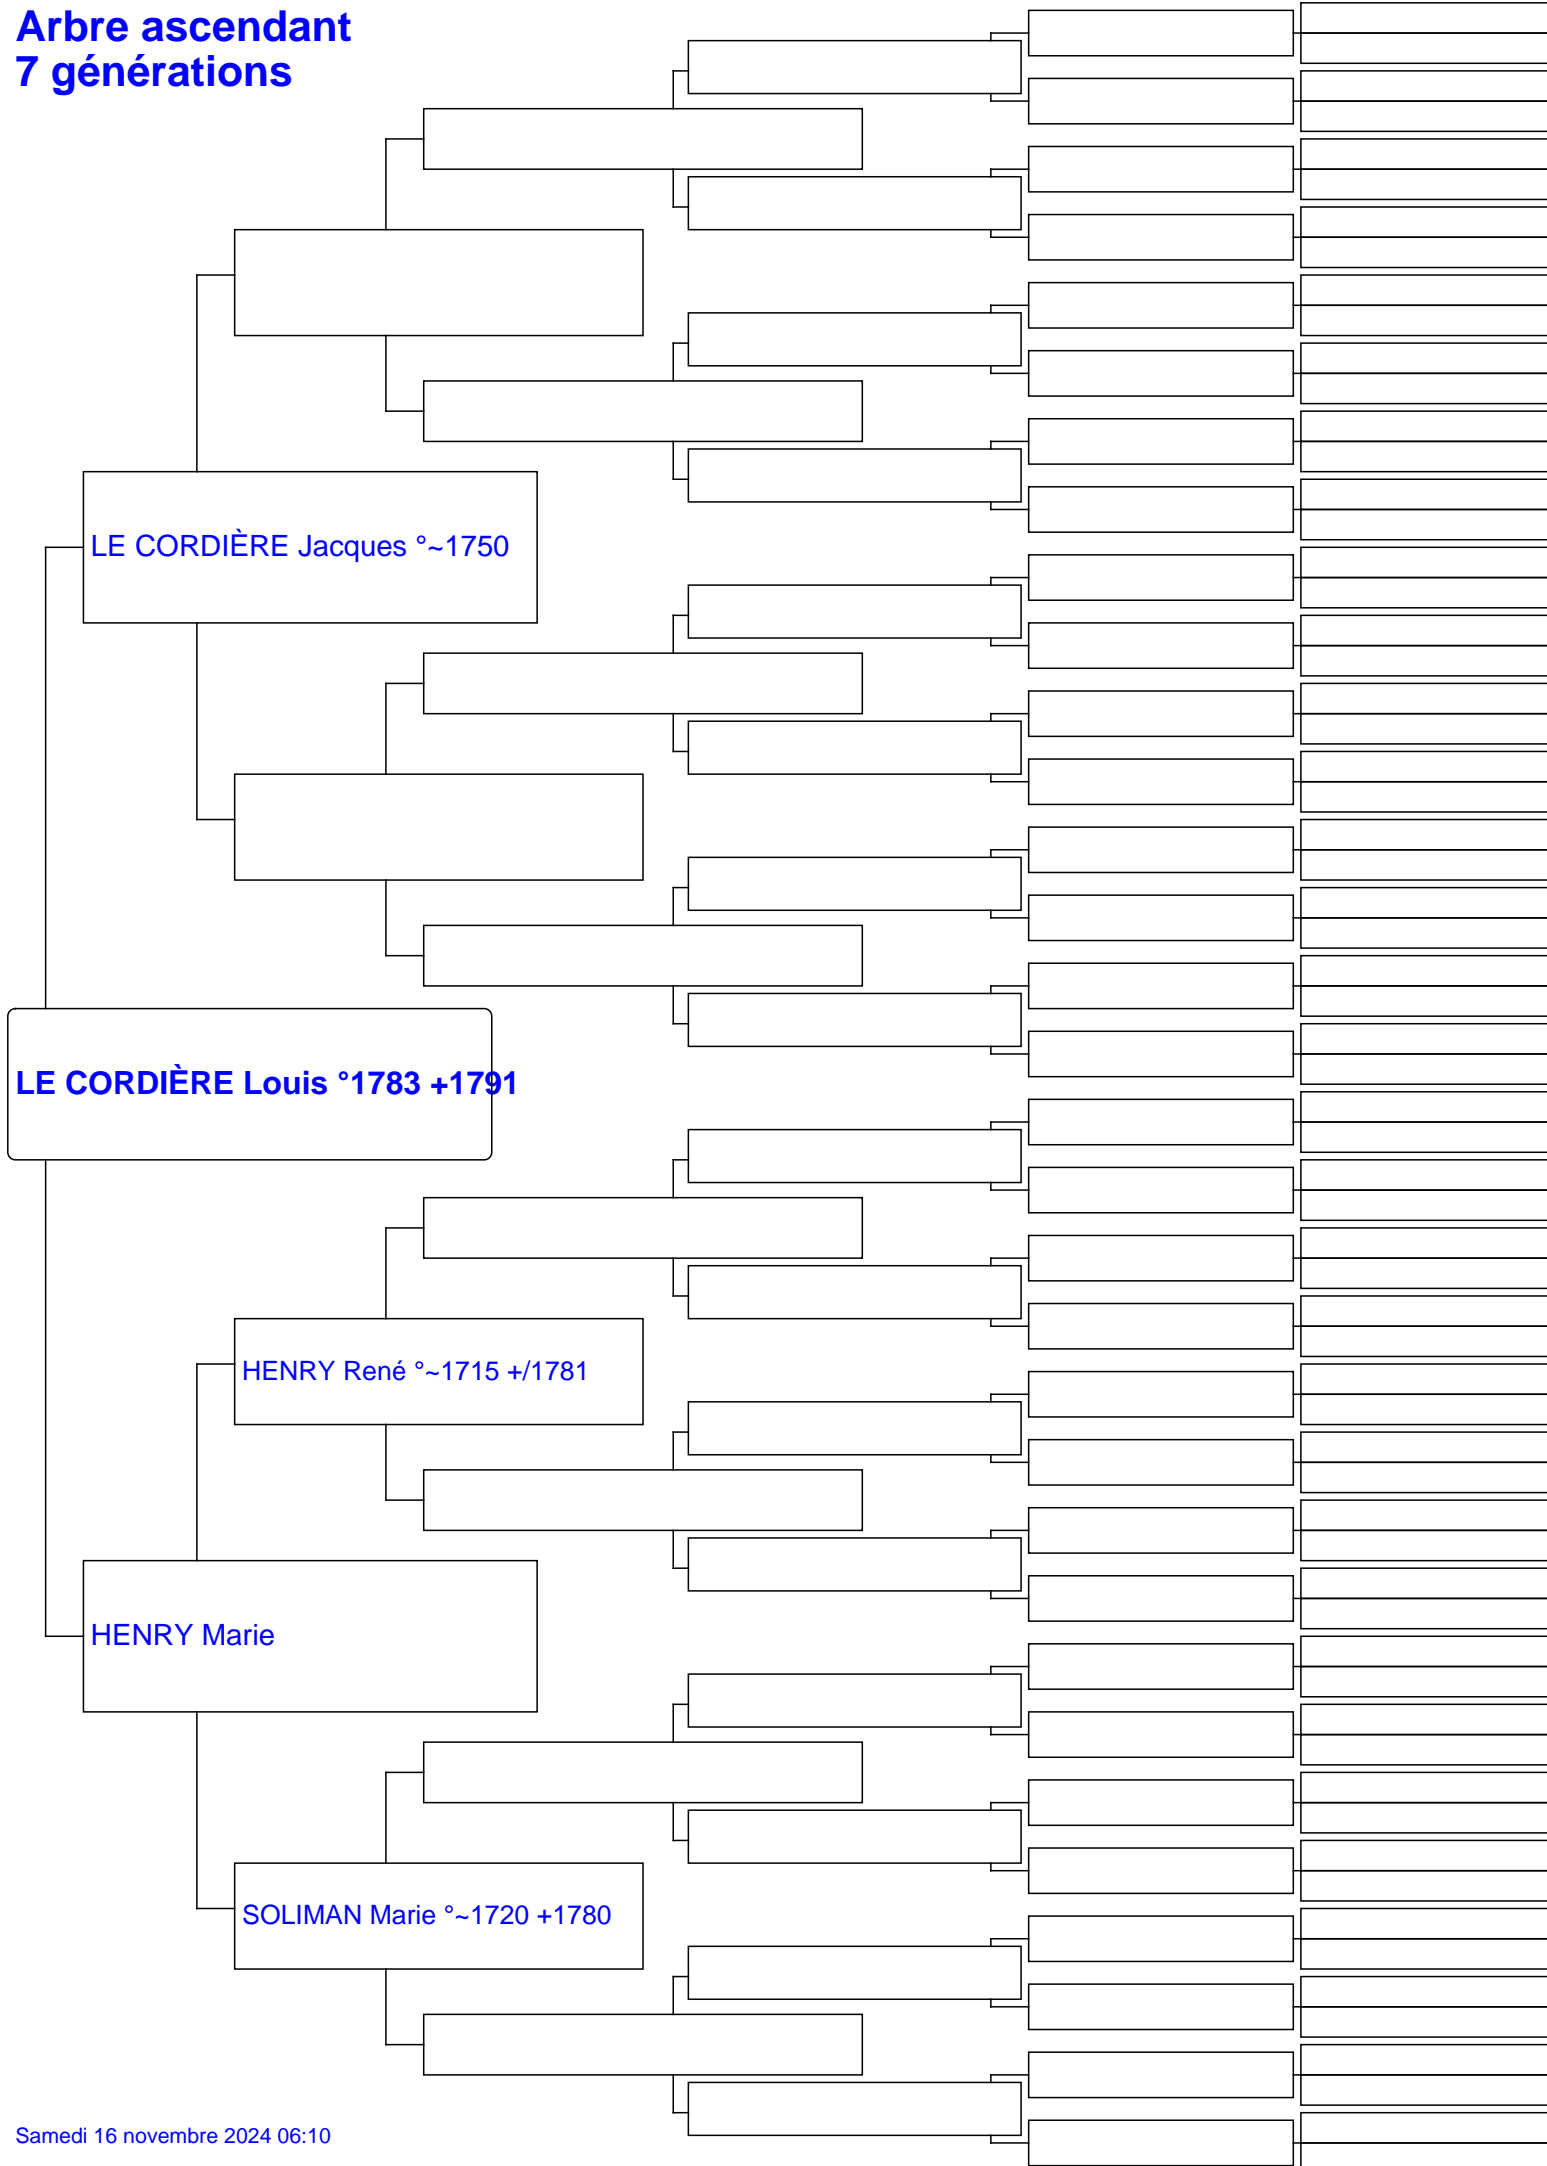 Arbre ascendant
7 générations
LE CORDIÈRE Jacques °~1750
LE CORDIÈRE Louis °1783 +1791
HENRY René °~1715 +/1781
HENRY Marie
SOLIMAN Marie °~1720 +1780
Samedi 16 novembre 2024 06:10